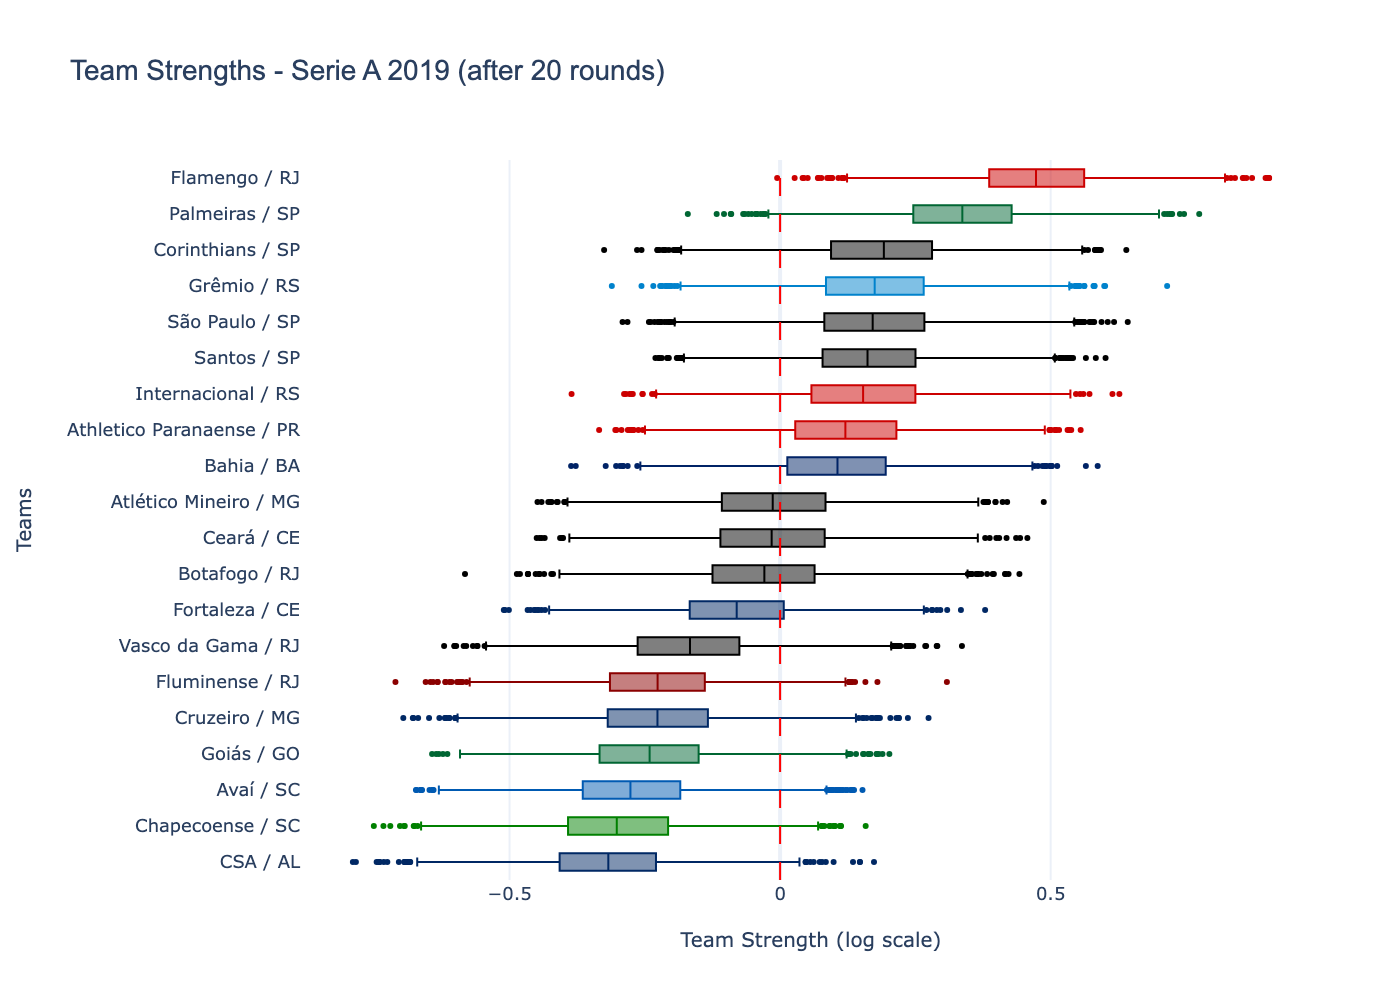 Team Strengths - Serie A 2019 (after 20 rounds)
Teams
Flamengo / RJ
Palmeiras / SP
Corinthians / SP
Grêmio / RS
São Paulo / SP
Santos / SP
Internacional / RS
Athletico Paranaense / PR
Bahia / BA
Atlético Mineiro / MG
Ceará / CE
Botafogo / RJ
Fortaleza / CE
Vasco da Gama / RJ
Fluminense / RJ
Cruzeiro / MG
Goiás / GO
Avaí / SC
Chapecoense / SC
CSA / AL
−0.5 0 0.5
Team Strength (log scale)